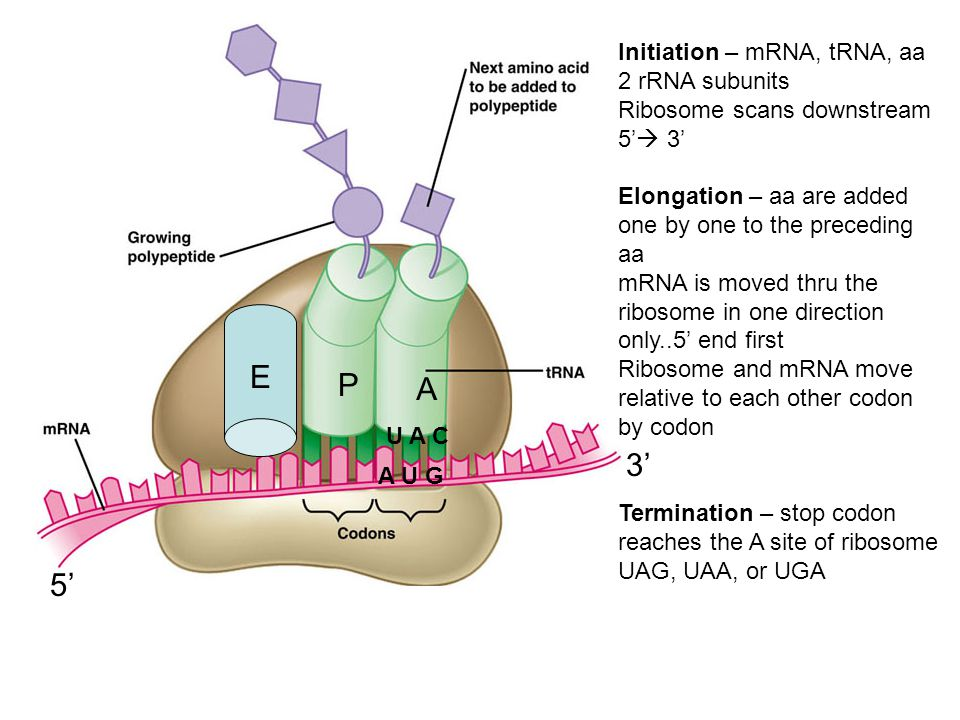 Next amino acid
to be added to
polypeptide
Growing
polypeptide
E
P
A
tRNA
mRNA
U A C
A U G
3’
Codons
5’
Initiation – mRNA, tRNA, aa
2 rRNA subunits
Ribosome scans downstream
5’→ 3’
Elongation – aa are added
one by one to the preceding
aa
mRNA is moved thru the
ribosome in one direction
only..5’ end first
Ribosome and mRNA move
relative to each other codon
by codon
Termination – stop codon
reaches the A site of ribosome
UAG, UAA, or UGA